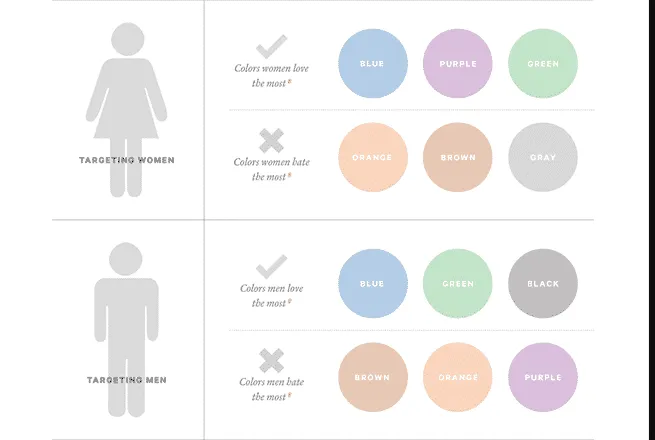 Colors women love
the most
BLUE
PURPLE
GREEN
TARGETING WOMEN
Colors women hate
the most
ORANGE
BROWN
GRAY
Colors men love
the most
BLUE
GREEN
BLACK
TARGETING MEN
Colors men hate
the most
BROWN
ORANGE
PURPLE